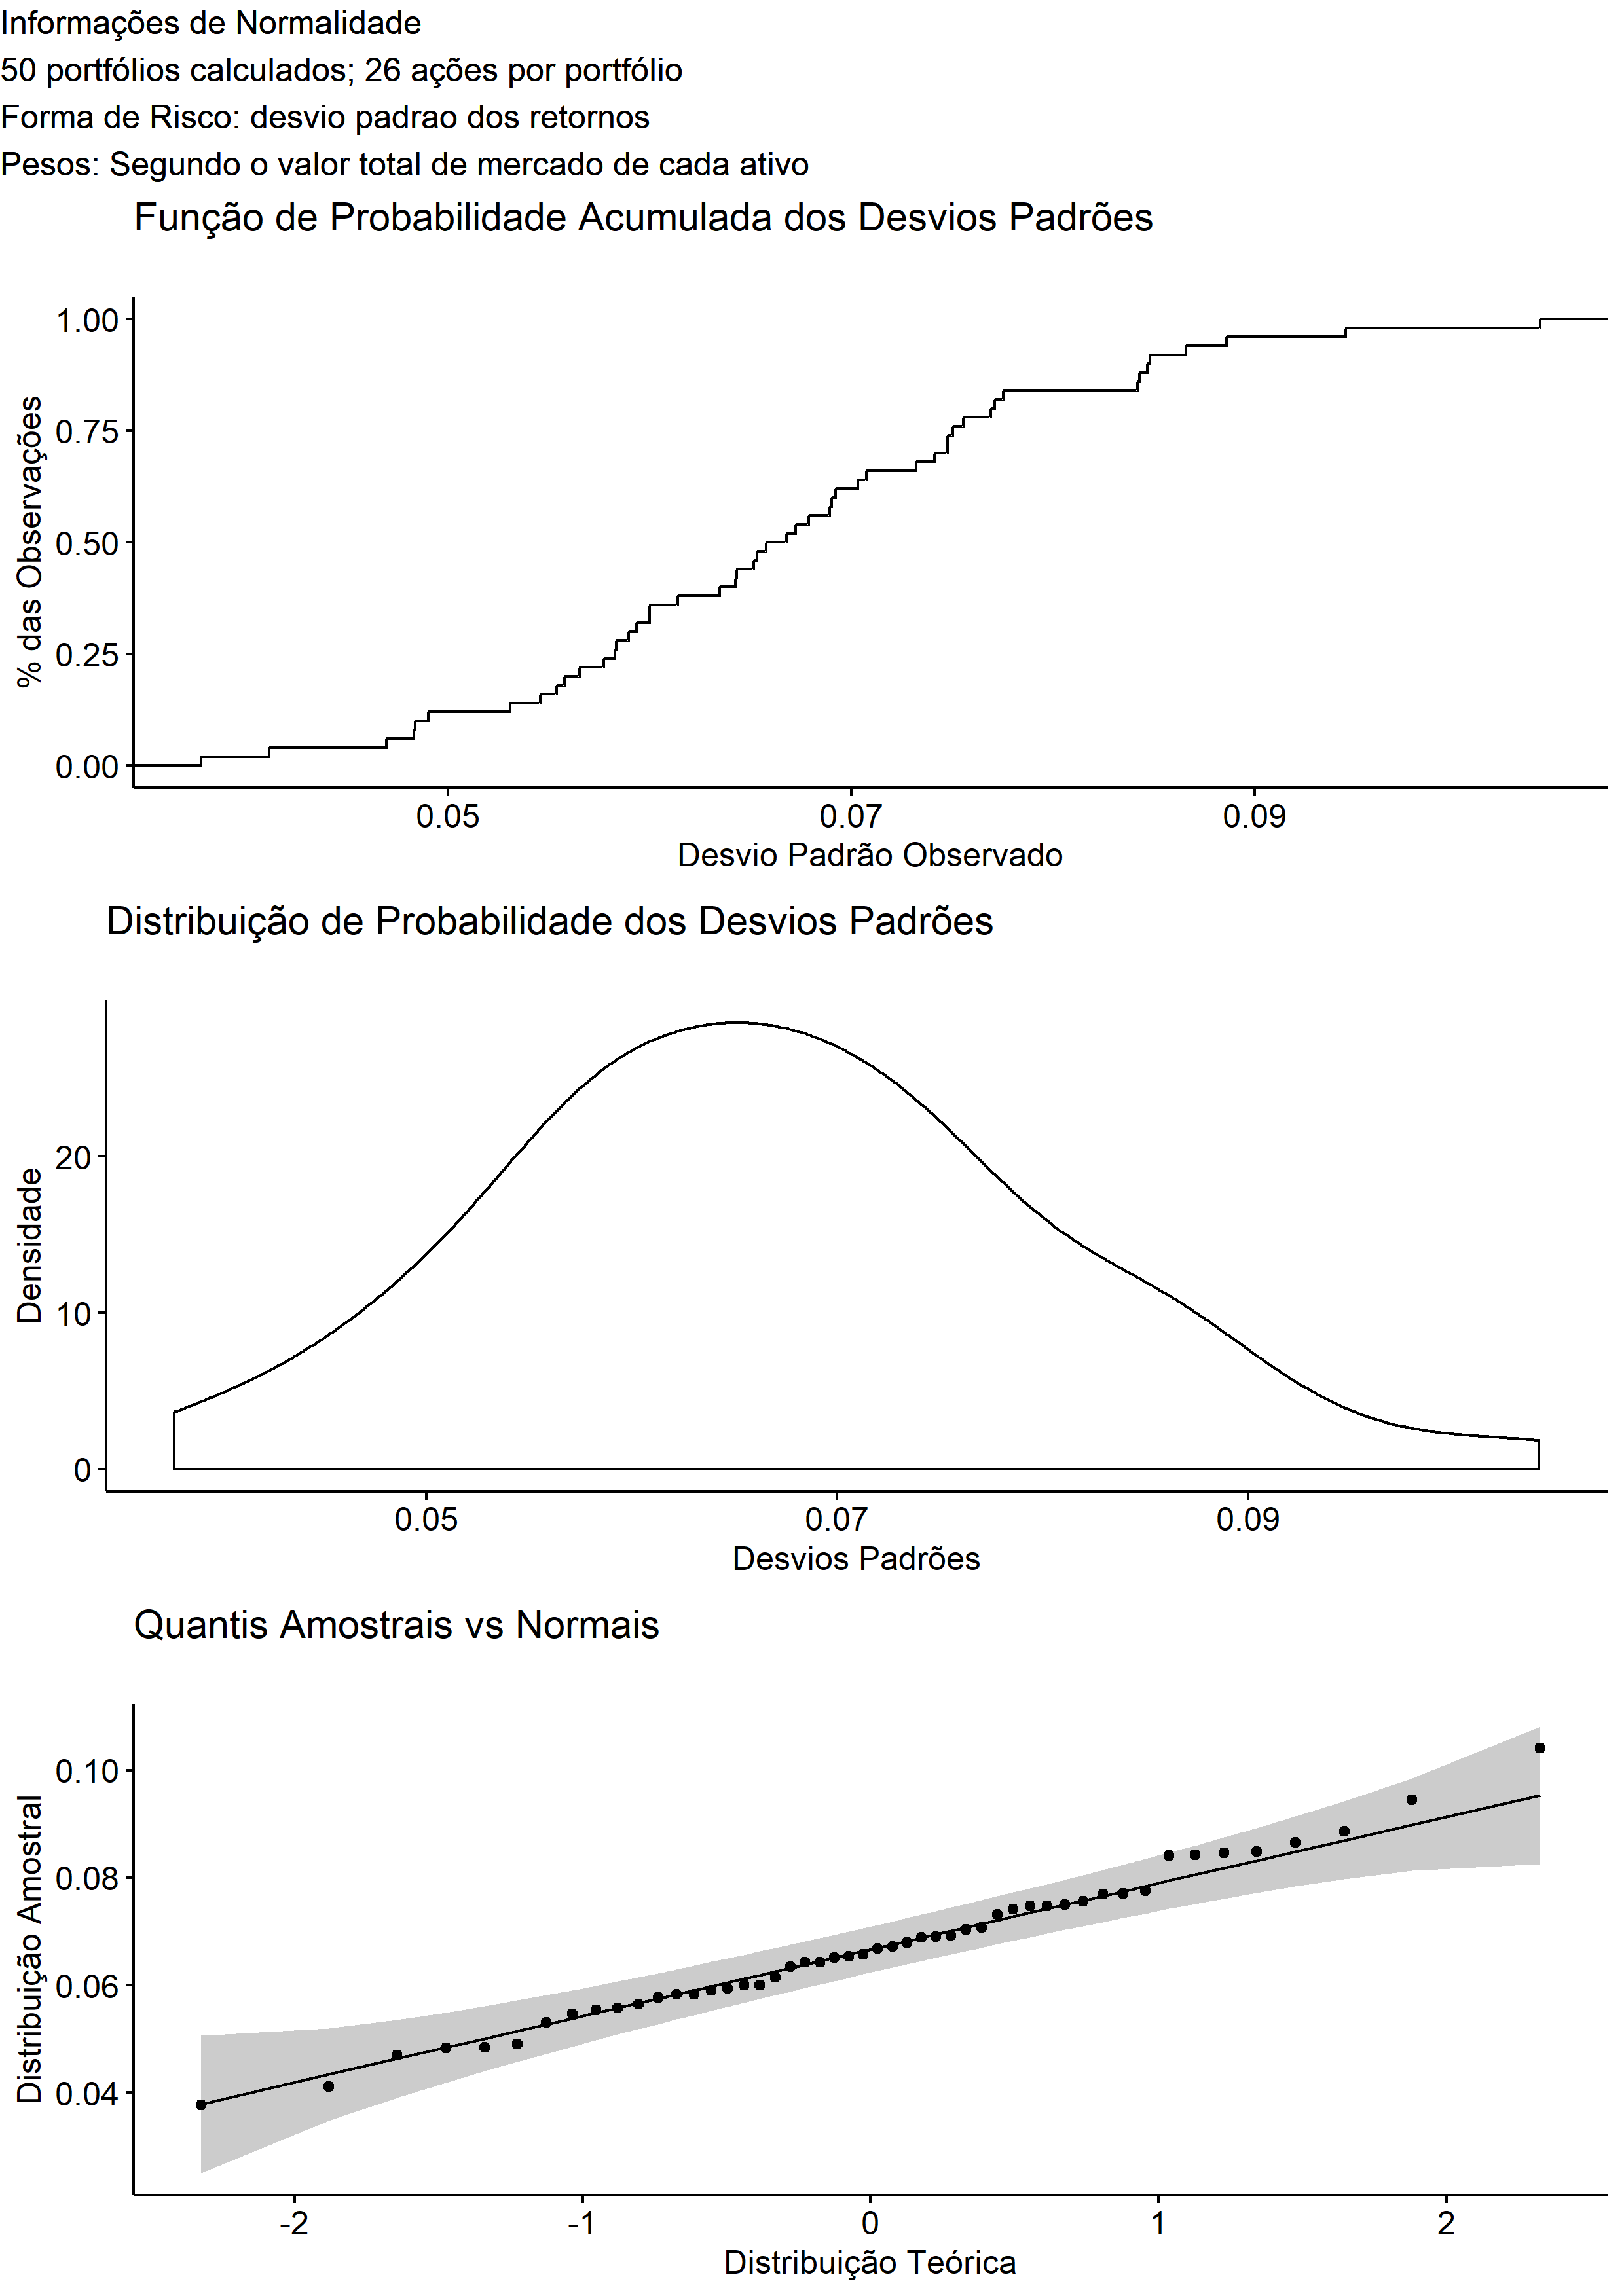 Informações de Normalidade
50 portfólios calculados; 26 ações por portfólio
Forma de Risco: desvio padrao dos retornos
Pesos: Segundo o valor total de mercado de cada ativo
Função de Probabilidade Acumulada dos Desvios Padrões
1.00
0.75
0.50
0.25
0.00
% das Observações
0.05 0.07 0.09
Desvio Padrão Observado
Distribuição de Probabilidade dos Desvios Padrões
20
10
0
Densidade
0.05 0.07 0.09
Desvios Padrões
Quantis Amostrais vs Normais
0.10
0.08
0.06
0.04
Distribuição Amostral
-2 -1 0 1 2
Distribuição Teórica